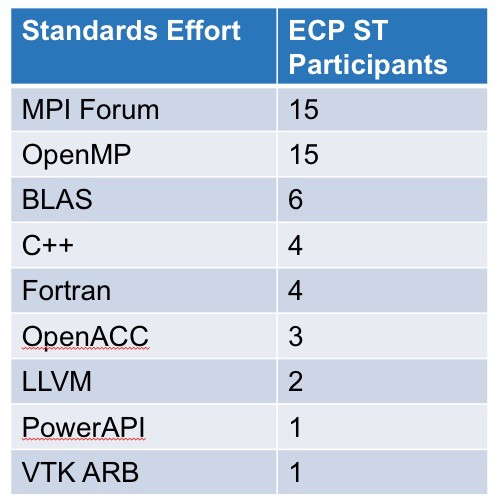 Standards Effort ECP ST
Participants
MPI Forum 15
OpenMP 15
BLAS 6
C++ 4
Fortran 4
OpenACC 3
LLVM 2
PowerAPI 1
VTK ARB 1